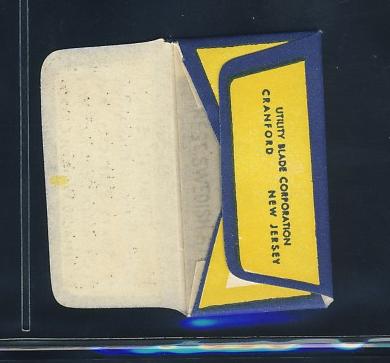 UTILITY BLADE CORPORATION
CRANFORD NEW JERSEY